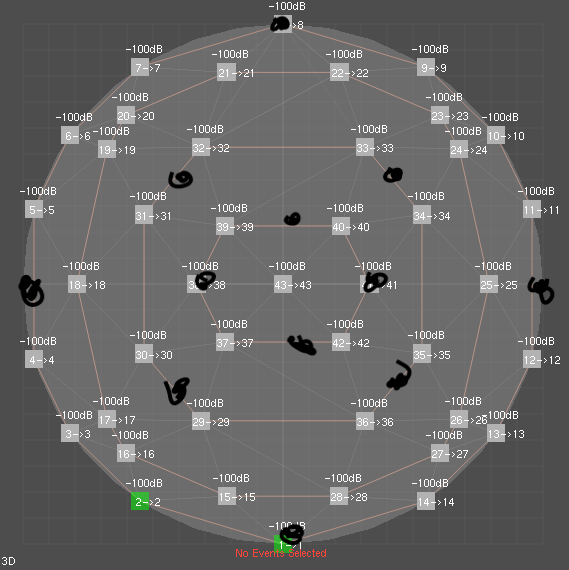 -100dB
->8
-100dB -100dB -100dB -100dB
7->7 21->21 22->22 9->9
-100dB -100dB
20->20 23->23
-100dB -100dB -100dB -100dB
6->6 19->19 24->24 10->10
-100dB -100dB
32->32 33->33
-100dB -100dB -100dB -100dB
5->5 31->31 34->34 11->11
-100dB -100dB
39->39 40->40
-100dB -100dB -100dB -100dB -100dB
18->18 ->38 43->43 ->41 25->25
-100dB -100dB
37->37 42->42
-100dB -100dB -100dB -100dB
4->4 30->30 35->35 12->12
-100dB -100dB -100dB -100dB -100dB -100dB
3->3 17->17 29->29 36->36 26->26 13->13
-100dB -100dB
16->16 27->27
-100dB -100dB -100dB -100dB
2->2 15->15 28->28 14->14
-100dB
1->1
No Events Selected
3D